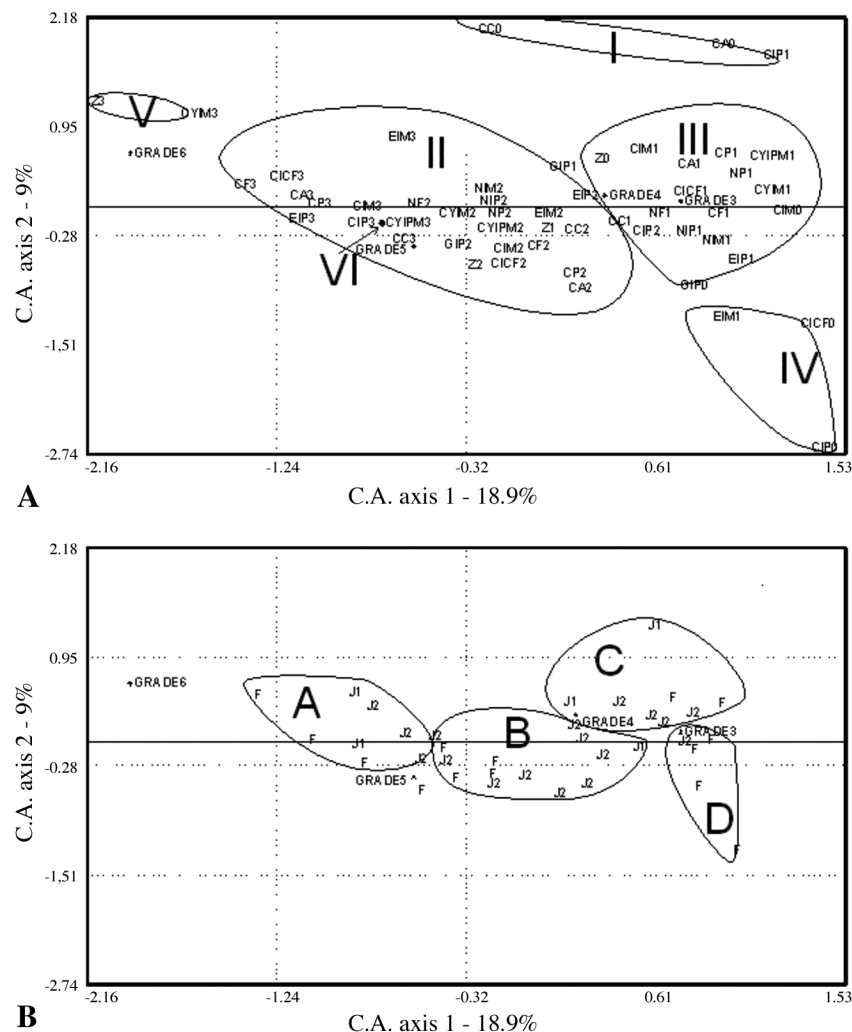 2.18
CC0 I CA0
CIP1
0.95
Z3 V CYIM3
GRADE6
EIM3 II
III
CIM1 CP1 CYIPM1
Z0 CA1 NP1
GIP1
CICF3
CF3 CA3 CP3
NIM2 EIP2 GRADE4 CICF1 GRADE3 CYIM1
NIP2
CIM3 NF2
EIP3 CIP3 CYIPM3 CYIM2 NP2 EIM2 CC1 NF1 CF1 CIM0
CYIPM2 Z1 CC2 CIP2 NIP1
-0.28
CC3 GIP2 CF2 NIM1
GRADE5 CIM2
VI Z2 CICF2 EIP1
CP2
CA2 GIP0
EIM1 CICF0
-1,51
IV
CIP0
-2.74
-2.16 -1.24 -0.32 0.61 1.53
C.A. axis 2 - 9%
A C.A. axis 1 - 18.9%
2.18
J1
0.95
C
GRADE6
F A J1 J2
J1 J2 F F
GRADE4 J2 J2 J2
J2 GRADE3
F J1 J2 J2 F B J2 J2 J1 J2 F
F J2 J2 F J2 F
-0.28
GRADE5 F F J2 J2 J2 F
F J2
D
F
-1,51
-2.74
-2.16 -1.24 -0.32 0.61 1.53
C.A. axis 2 - 9%
B C.A. axis 1 - 18.9%